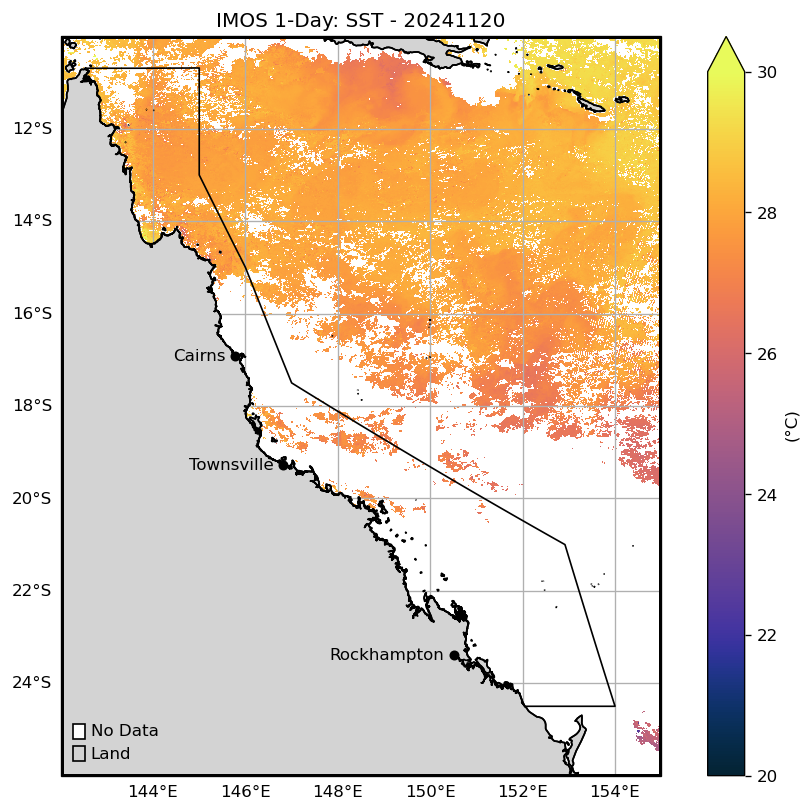 IMOS 1-Day: SST - 20241120
12°S
14°S
16°S
18°S
20°S
22°S
24°S
Cairns
Townsville
Rockhampton
No Data
Land
144°E 146°E 148°E 150°E 152°E 154°E
30
28
26
24
22
20
(°C)